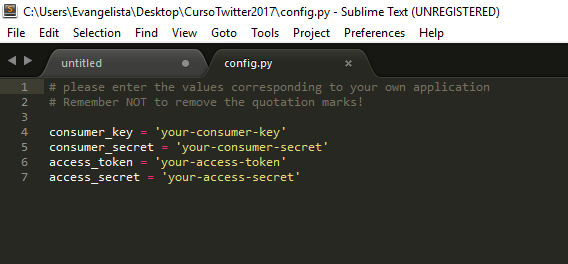 C:\Users\Evangelista\Desktop\CursoTwitter2017\config.py - Sublime Text (UNREGISTERED)
File Edit Selection Find View Goto Tools Project Preferences Help
untitled config.py
1 # please enter the values corresponding to your own application
2 # Remember NOT to remove the quotation marks!
3
4 consumer_key = 'your-consumer-key'
5 consumer_secret = 'your-consumer-secret'
6 access_token = 'your-access-token'
7 access_secret = 'your-access-secret'